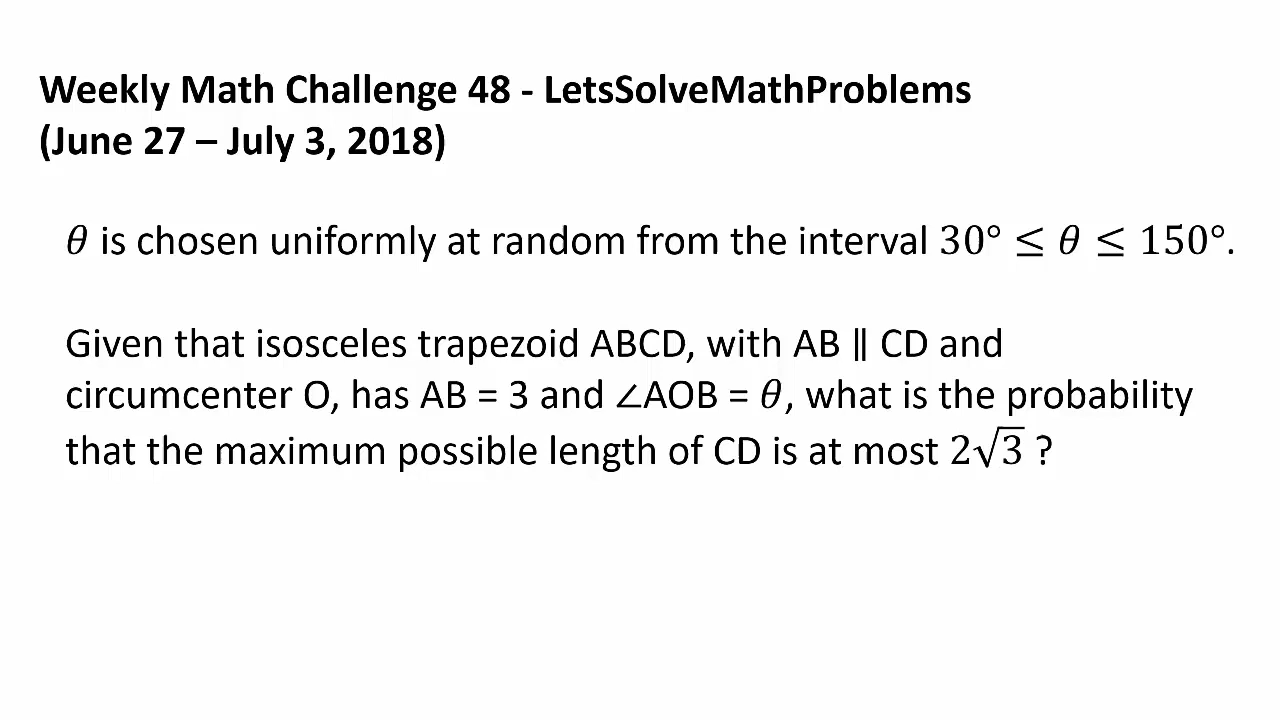 Weekly Math Challenge 48 - LetsSolveMathProblems
(June 27 – July 3, 2018)
θ is chosen uniformly at random from the interval 30° ≤ θ ≤ 150°.
Given that isosceles trapezoid ABCD, with AB ∥ CD and
circumcenter O, has AB = 3 and ∠AOB = θ, what is the probability
that the maximum possible length of CD is at most 2√3 ?